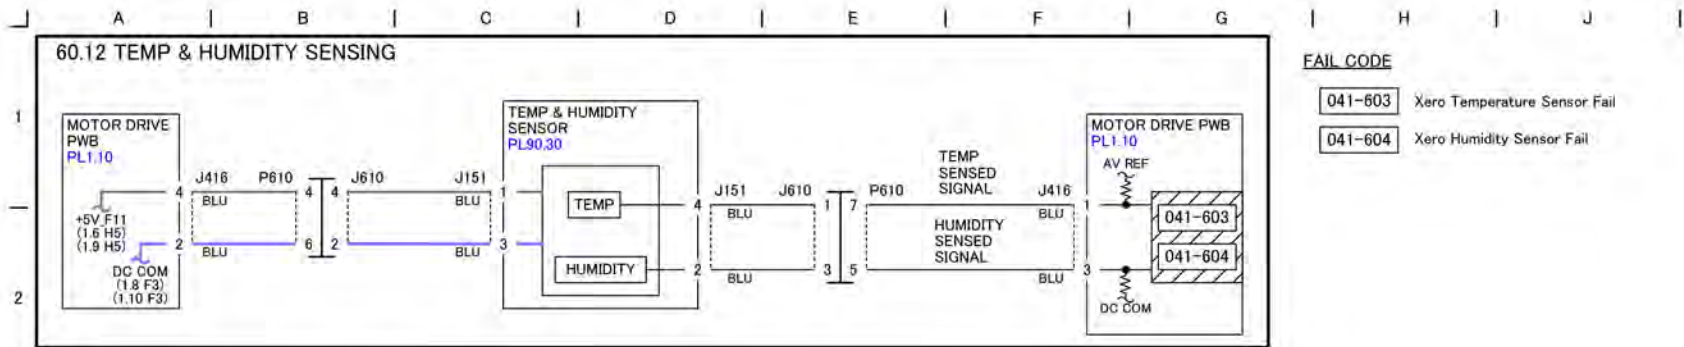 A B C D E F G H J
60.12 TEMP & HUMIDITY SENSING
FAIL CODE
041-603 Xero Temperature Sensor Fail
041-604 Xero Humidity Sensor Fail
1
2
MOTOR DRIVE
PWB
PL1.10
4
2
+5V F11
(1.6 H5)
(1.9 H5)
DC COM
(1.8 F3)
(1.10 F3)
J416 P610 4 4 J610 J151
BLU BLU
6 2
BLU BLU
TEMP & HUMIDITY
SENSOR
PL90.30
1
3
TEMP
HUMIDITY
4
2
J151 J610 1 7 P610 J416
BLU BLU
3 5
BLU BLU
TEMP
SENSED
SIGNAL
HUMIDITY
SENSED
SIGNAL
MOTOR DRIVE PWB
PL1.10
AV REF
1
3
041-603
041-604
DC COM